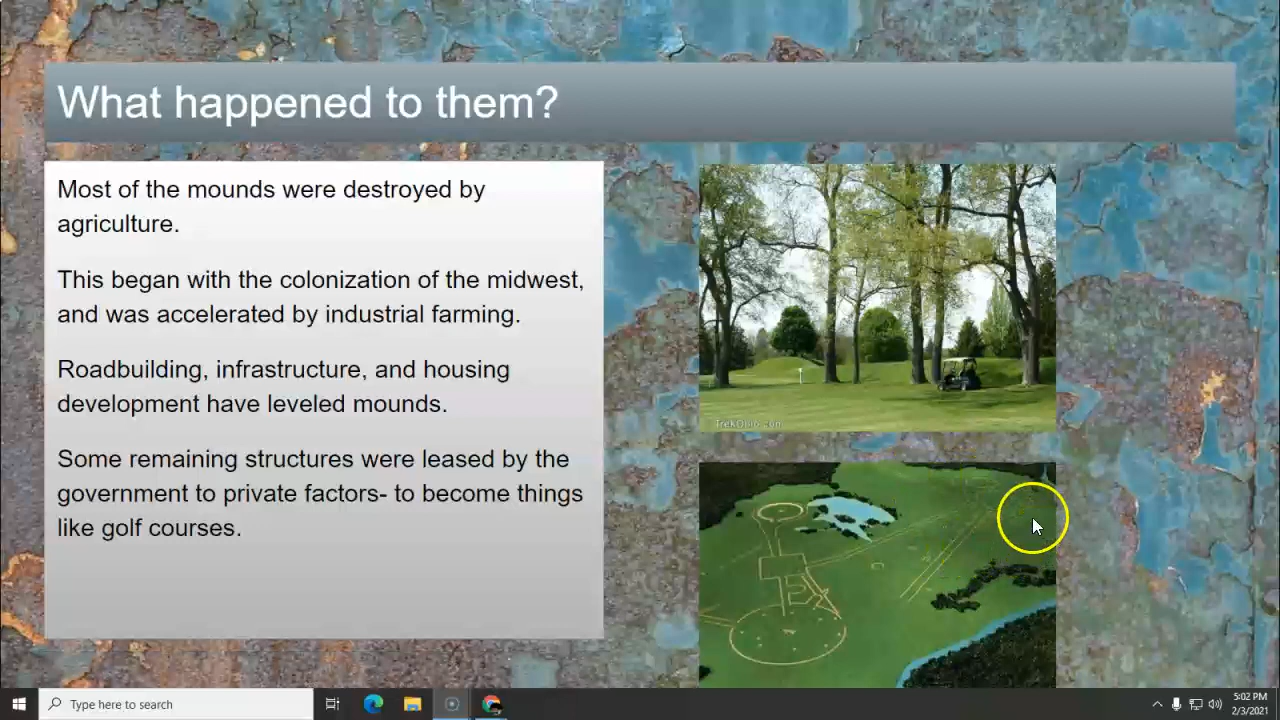 What happened to them?
Most of the mounds were destroyed by
agriculture.
This began with the colonization of the midwest,
and was accelerated by industrial farming.
Roadbuilding, infrastructure, and housing
development have leveled mounds.
Some remaining structures were leased by the
government to private factors- to become things
like golf courses.
TrekOhio.com
Type here to search
5:02 PM
2/3/2021